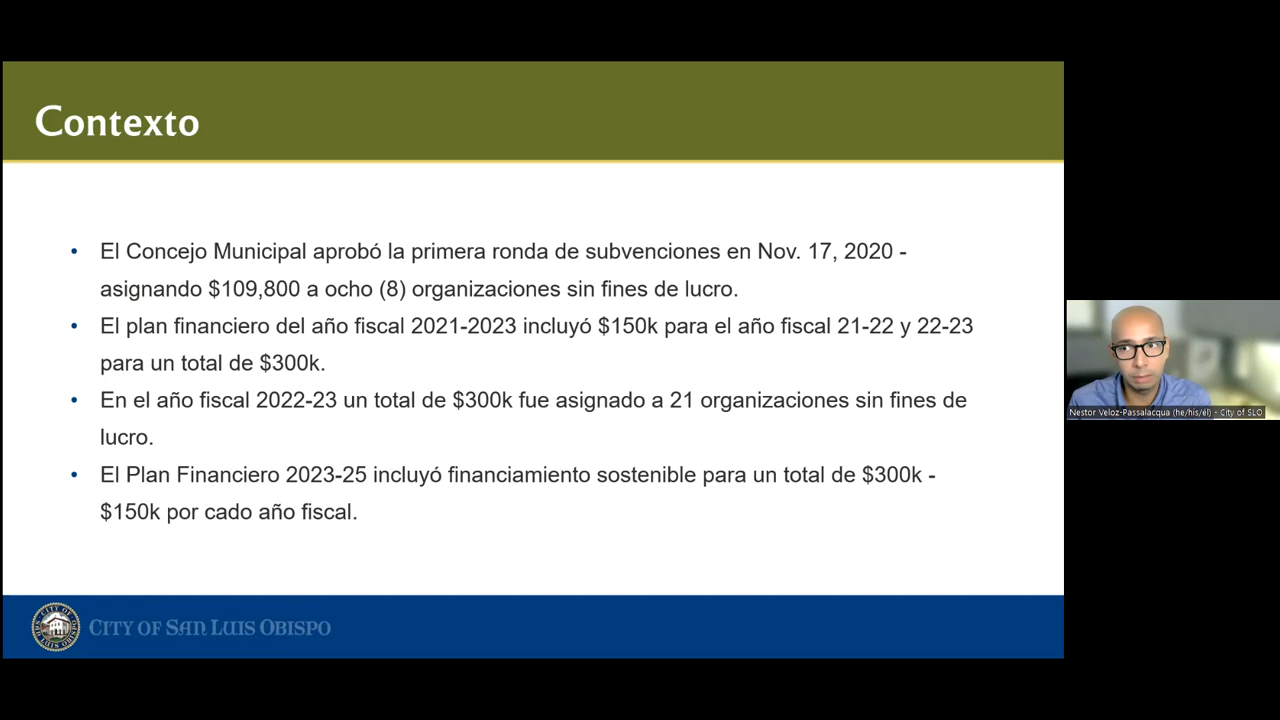 Contexto
• El Concejo Municipal aprobó la primera ronda de subvenciones en Nov. 17, 2020 -
asignando $109,800 a ocho (8) organizaciones sin fines de lucro.
• El plan financiero del año fiscal 2021-2023 incluyó $150k para el año fiscal 21-22 y 22-23
para un total de $300k.
• En el año fiscal 2022-23 un total de $300k fue asignado a 21 organizaciones sin fines de
lucro.
• El Plan Financiero 2023-25 incluyó financiamiento sostenible para un total de $300k -
$150k por cado año fiscal.
Nestor Veloz-Passalacqua (he/his/él) - City of SLO
CITY OF SAN LUIS OBISPO